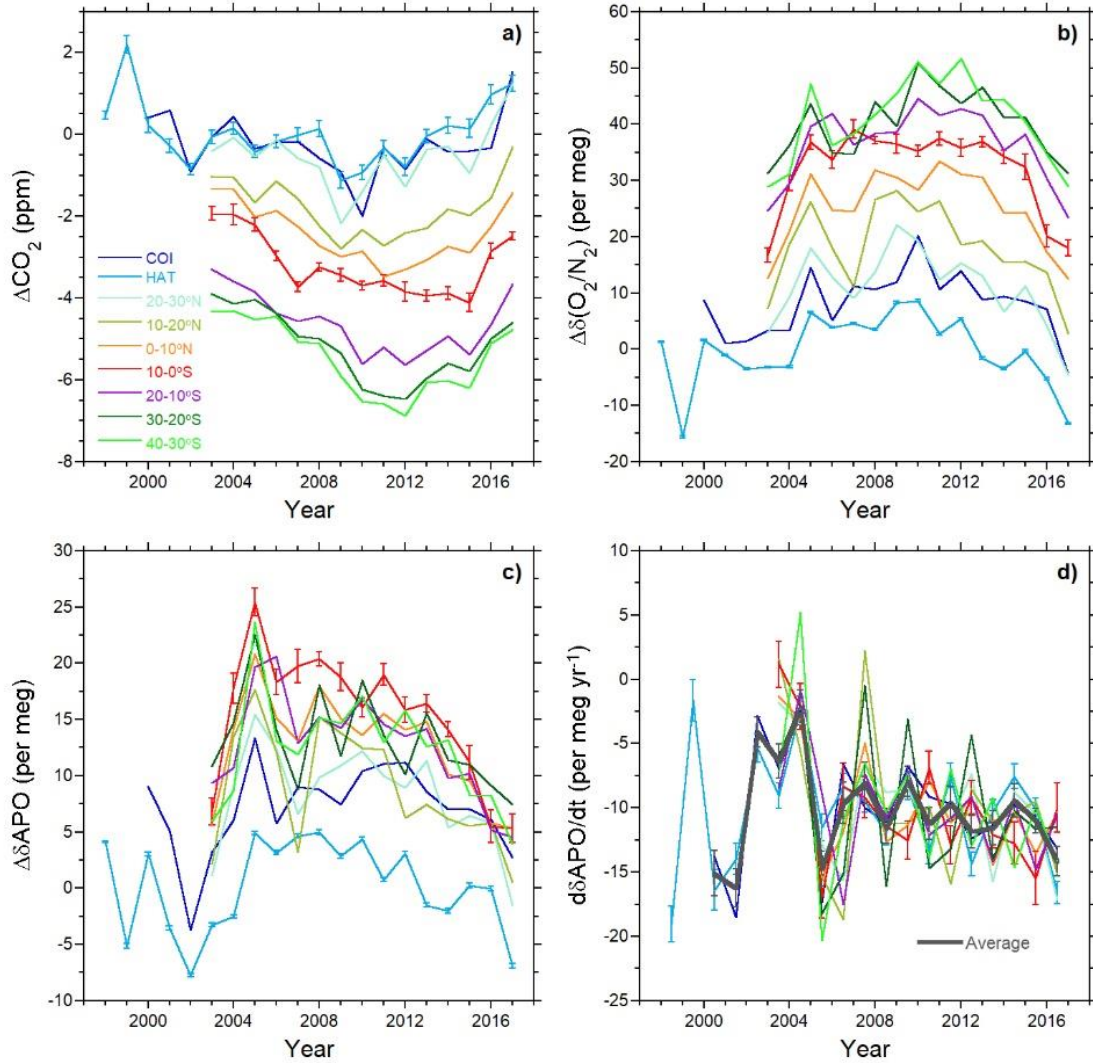 a)
2
0
-2
-4
-6
-8
ΔCO₂ (ppm)
COI
HAT
20-30°N
10-20°N
0-10°N
10-0°S
20-10°S
30-20°S
40-30°S
2000 2004 2008 2012 2016
Year
b)
60
50
40
30
20
10
0
-10
-20
Δδ(O₂/N₂) (per meg)
2000 2004 2008 2012 2016
Year
c)
30
25
20
15
10
5
0
-5
-10
ΔδAPO (per meg)
2000 2004 2008 2012 2016
Year
d)
10
5
0
-5
-10
-15
-20
-25
dδAPO/dt (per meg yr⁻¹)
Average
2000 2004 2008 2012 2016
Year